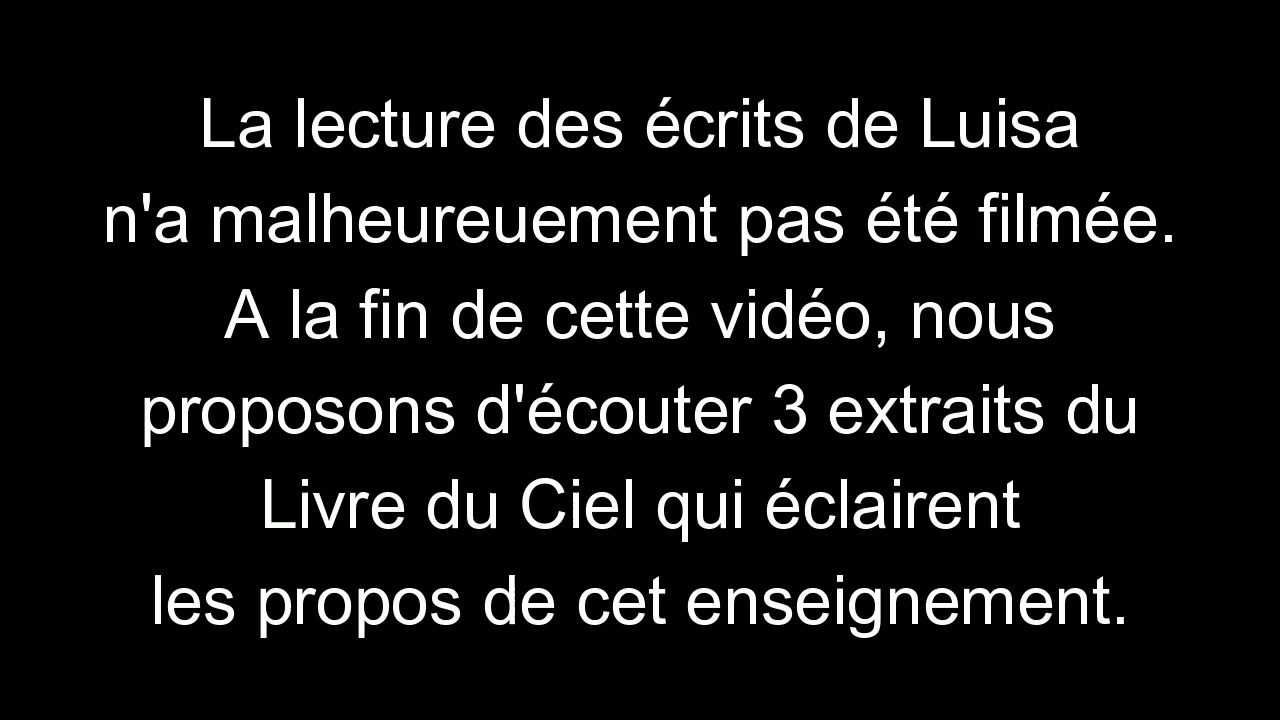 La lecture des écrits de Luisa
n'a malheureuement pas été filmée.
A la fin de cette vidéo, nous
proposons d'écouter 3 extraits du
Livre du Ciel qui éclairent
les propos de cet enseignement.